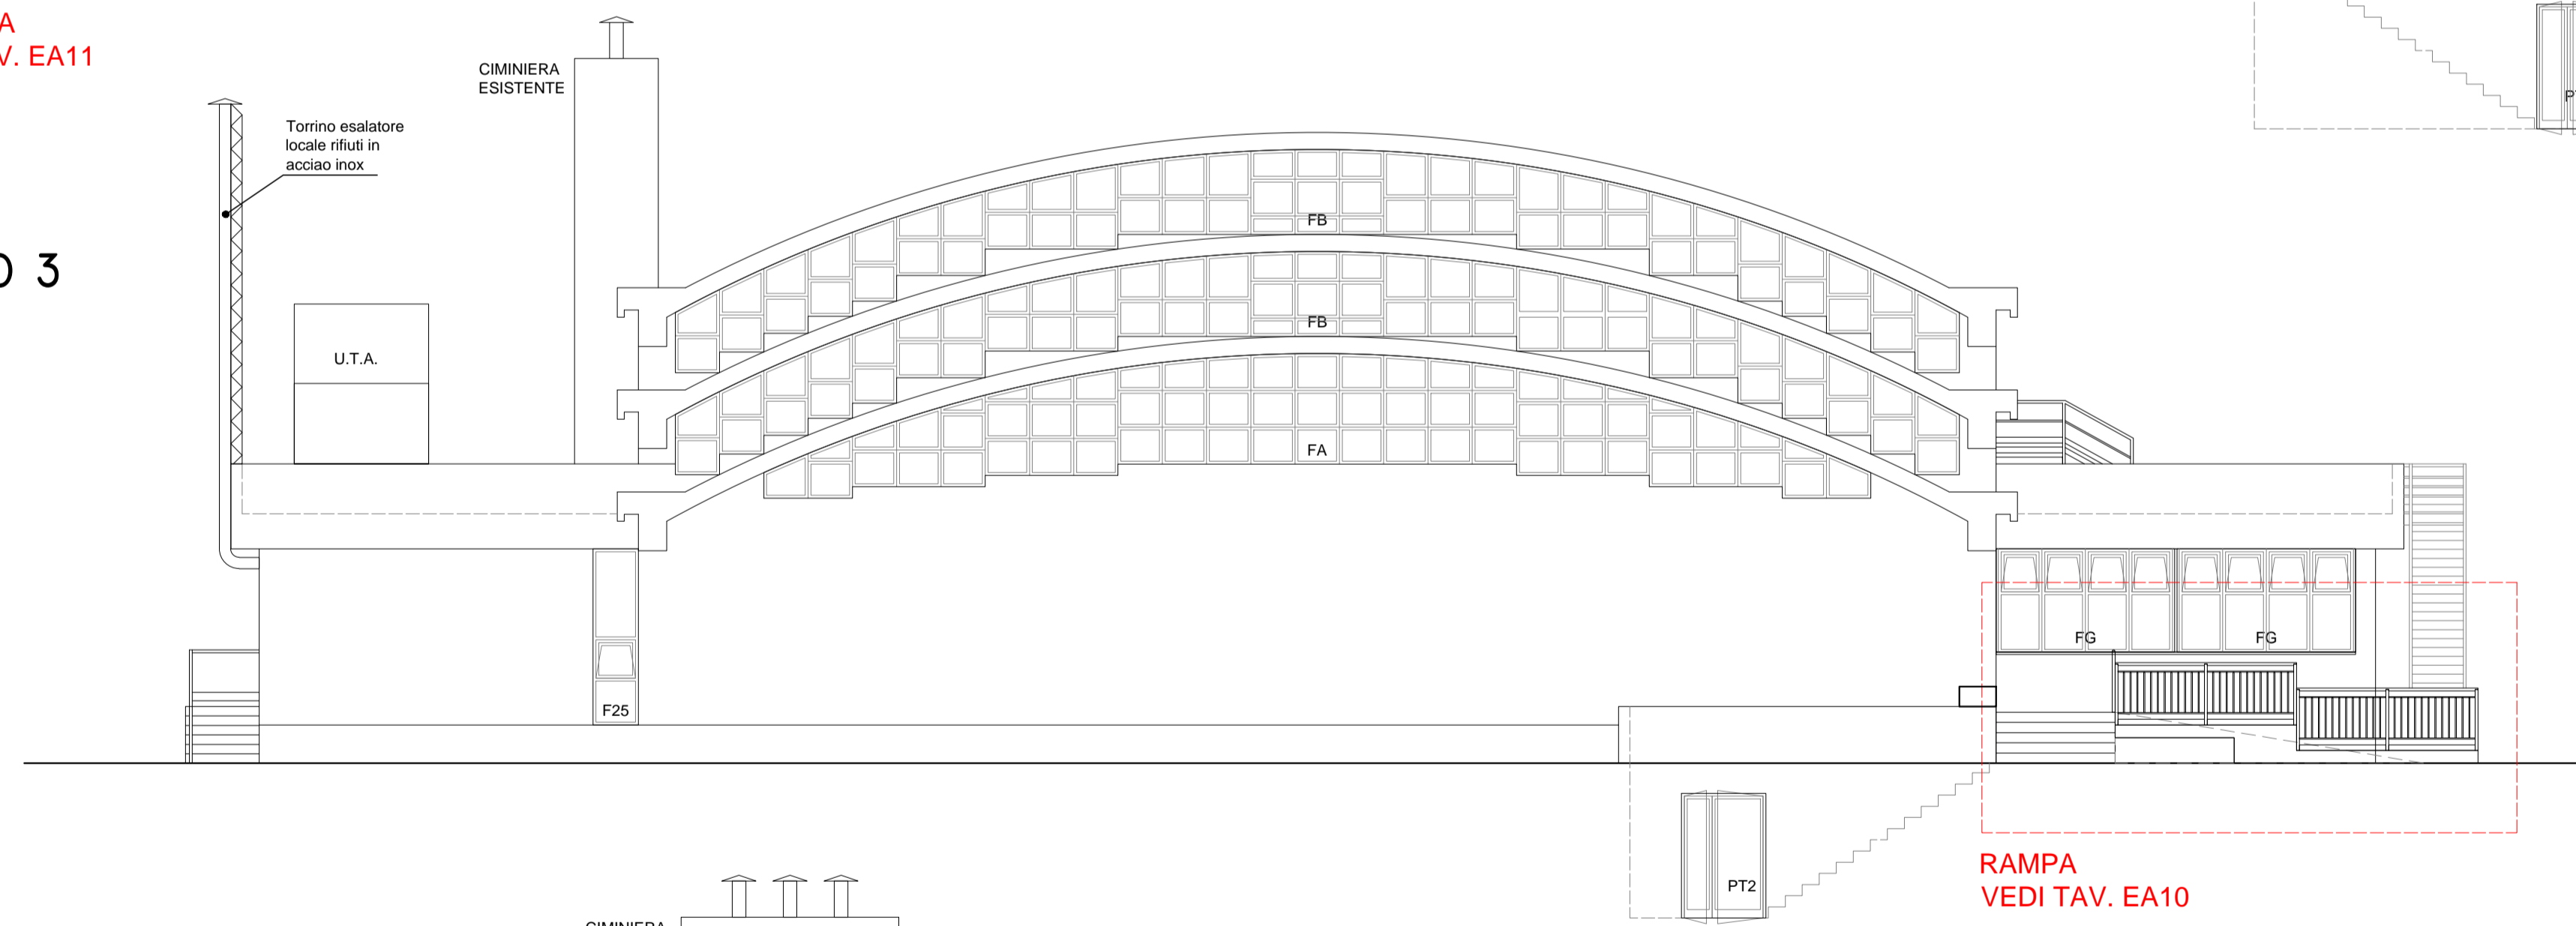 A
V. EA11
CIMINIERA
ESISTENTE
Torrino esalatore
locale rifiuti in
acciao inox
O 3
U.T.A.
FB
FB
FA
F25
FG
FG
PT2
RAMPA
VEDI TAV. EA10
CIMINIERA
P